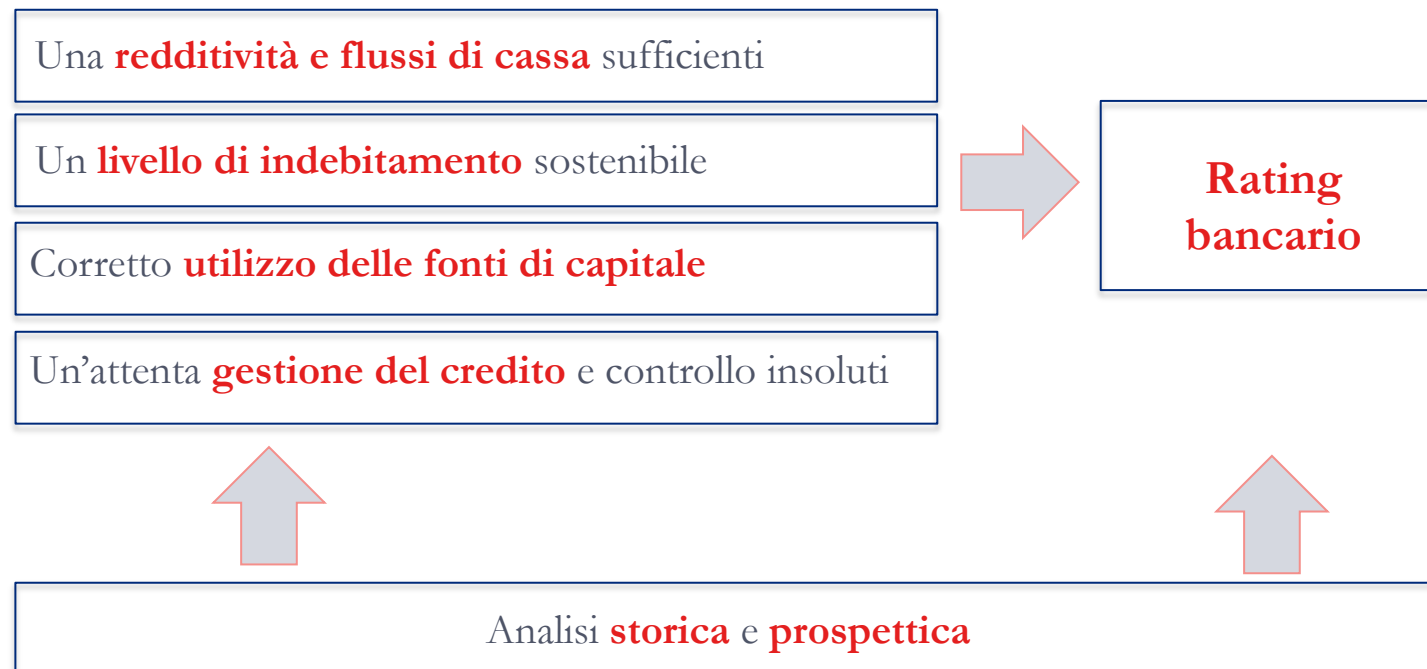 Una redditività e flussi di cassa sufficienti
Un livello di indebitamento sostenibile
Corretto utilizzo delle fonti di capitale
Un’attenta gestione del credito e controllo insoluti
Rating
bancario
Analisi storica e prospettica